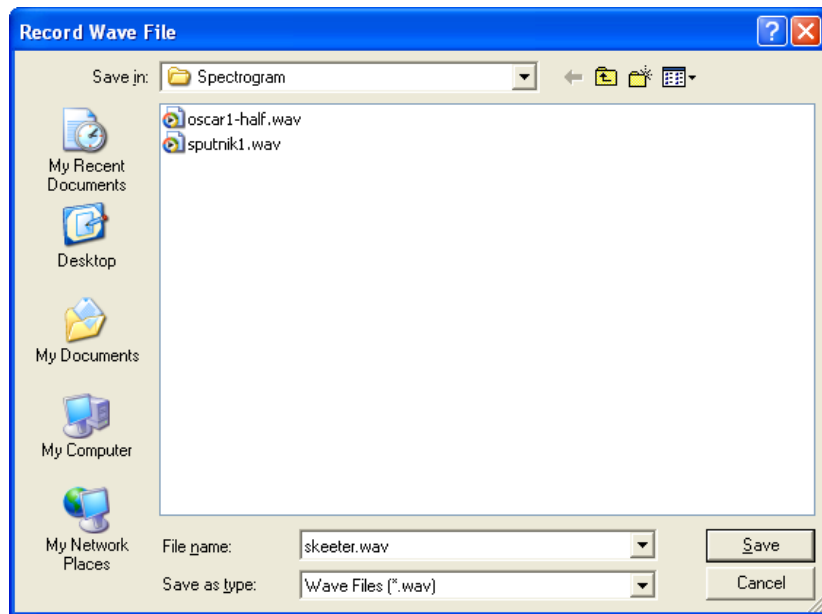 Record Wave File
Save in: Spectrogram
oscar1-half.wav
sputnik1.wav
My Recent
Documents
Desktop
My Documents
My Computer
My Network
Places
File name: skeeter.wav Save
Save as type: Wave Files (*.wav) Cancel